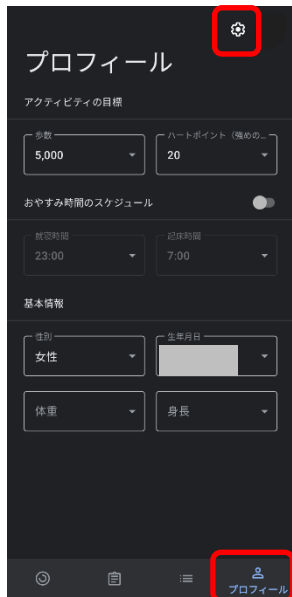 プロフィール
アクティビティの目標
歩数
ハートポイント（強めの...
5,000
20
おやすみ時間のスケジュール
就寝時間
起床時間
23:00
7:00
基本情報
性別
生年月日
女性
体重
身長
プロフィール